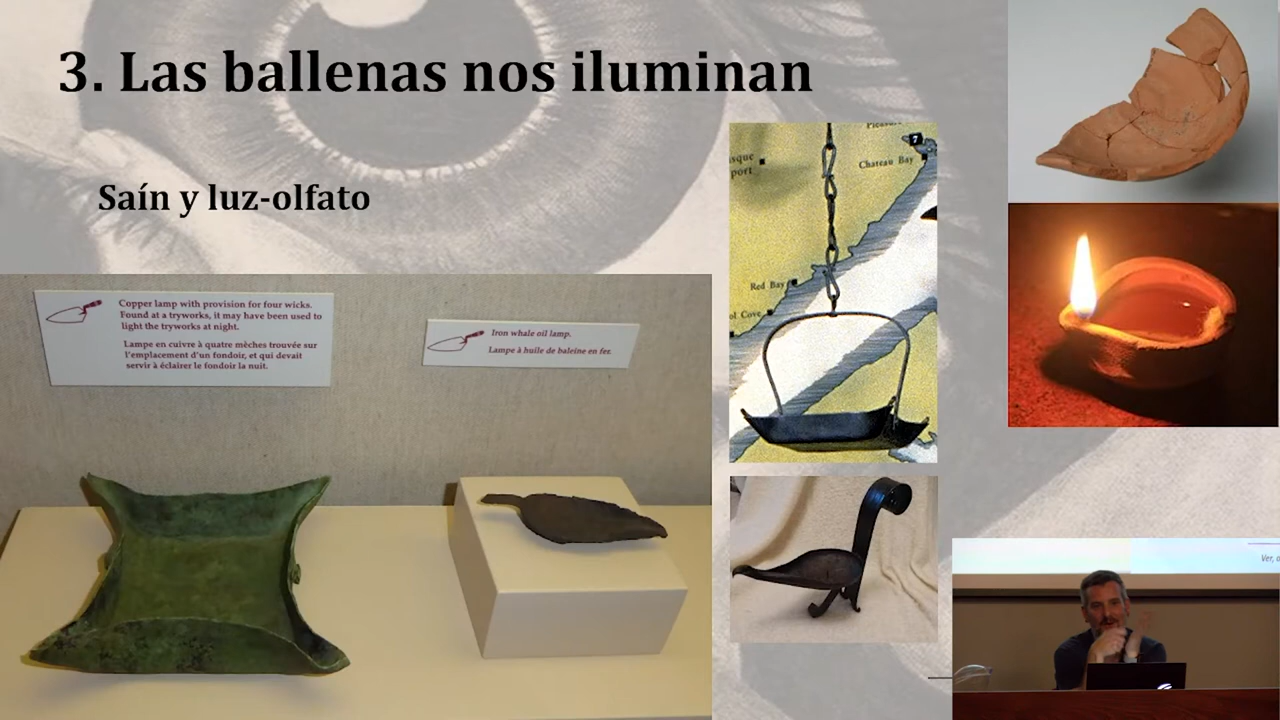 3. Las ballenas nos iluminan
Saín y luz-olfato
Copper lamp with provision for four wicks.
Found at a tryworks, it may have been used to
light the tryworks at night.
Lampe en cuivre à quatre mèches trouvée sur
l'emplacement d'un fondoir, et qui devait
servir à éclairer le fondoir la nuit.
Iron whale oil lamp.
Lampe à huile de baleine en fer.
7
Chateau Bay
port
Red Bay
Cove
Ver,